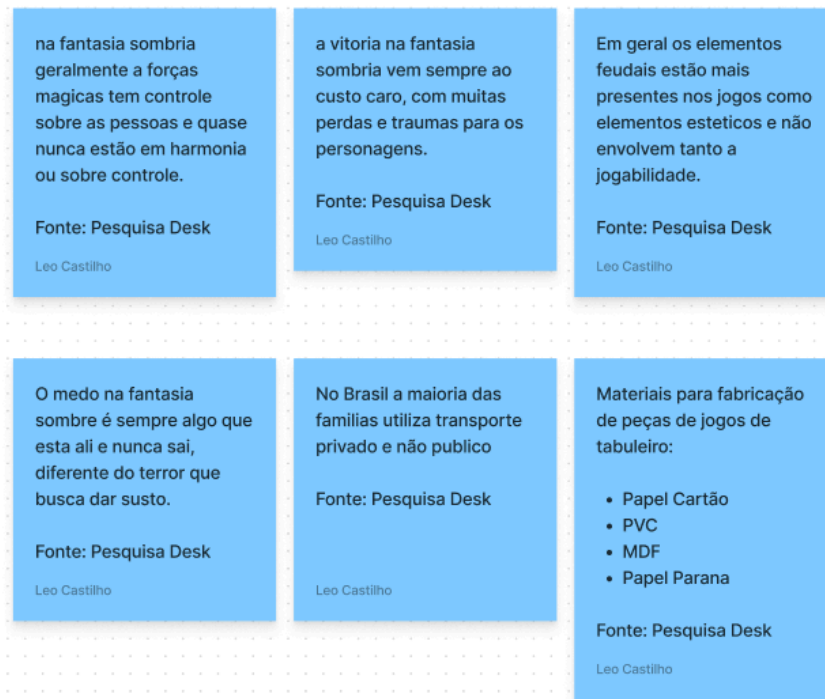 na fantasia sombria
geralmente a forças
magicas tem controle
sobre as pessoas e quase
nunca estão em harmonia
ou sobre controle.
Fonte: Pesquisa Desk
Leo Castilho
a vitoria na fantasia
sombria vem sempre ao
custo caro, com muitas
perdas e traumas para os
personagens.
Fonte: Pesquisa Desk
Leo Castilho
Em geral os elementos
feudais estão mais
presentes nos jogos como
elementos esteticos e não
envolvem tanto a
jogabilidade.
Fonte: Pesquisa Desk
Leo Castilho
O medo na fantasia
sombre é sempre algo que
esta ali e nunca sai,
diferente do terror que
busca dar susto.
Fonte: Pesquisa Desk
Leo Castilho
No Brasil a maioria das
familias utiliza transporte
privado e não publico
Fonte: Pesquisa Desk
Leo Castilho
Materiais para fabricação
de peças de jogos de
tabuleiro:
• Papel Cartão
• PVC
• MDF
• Papel Parana
Fonte: Pesquisa Desk
Leo Castilho